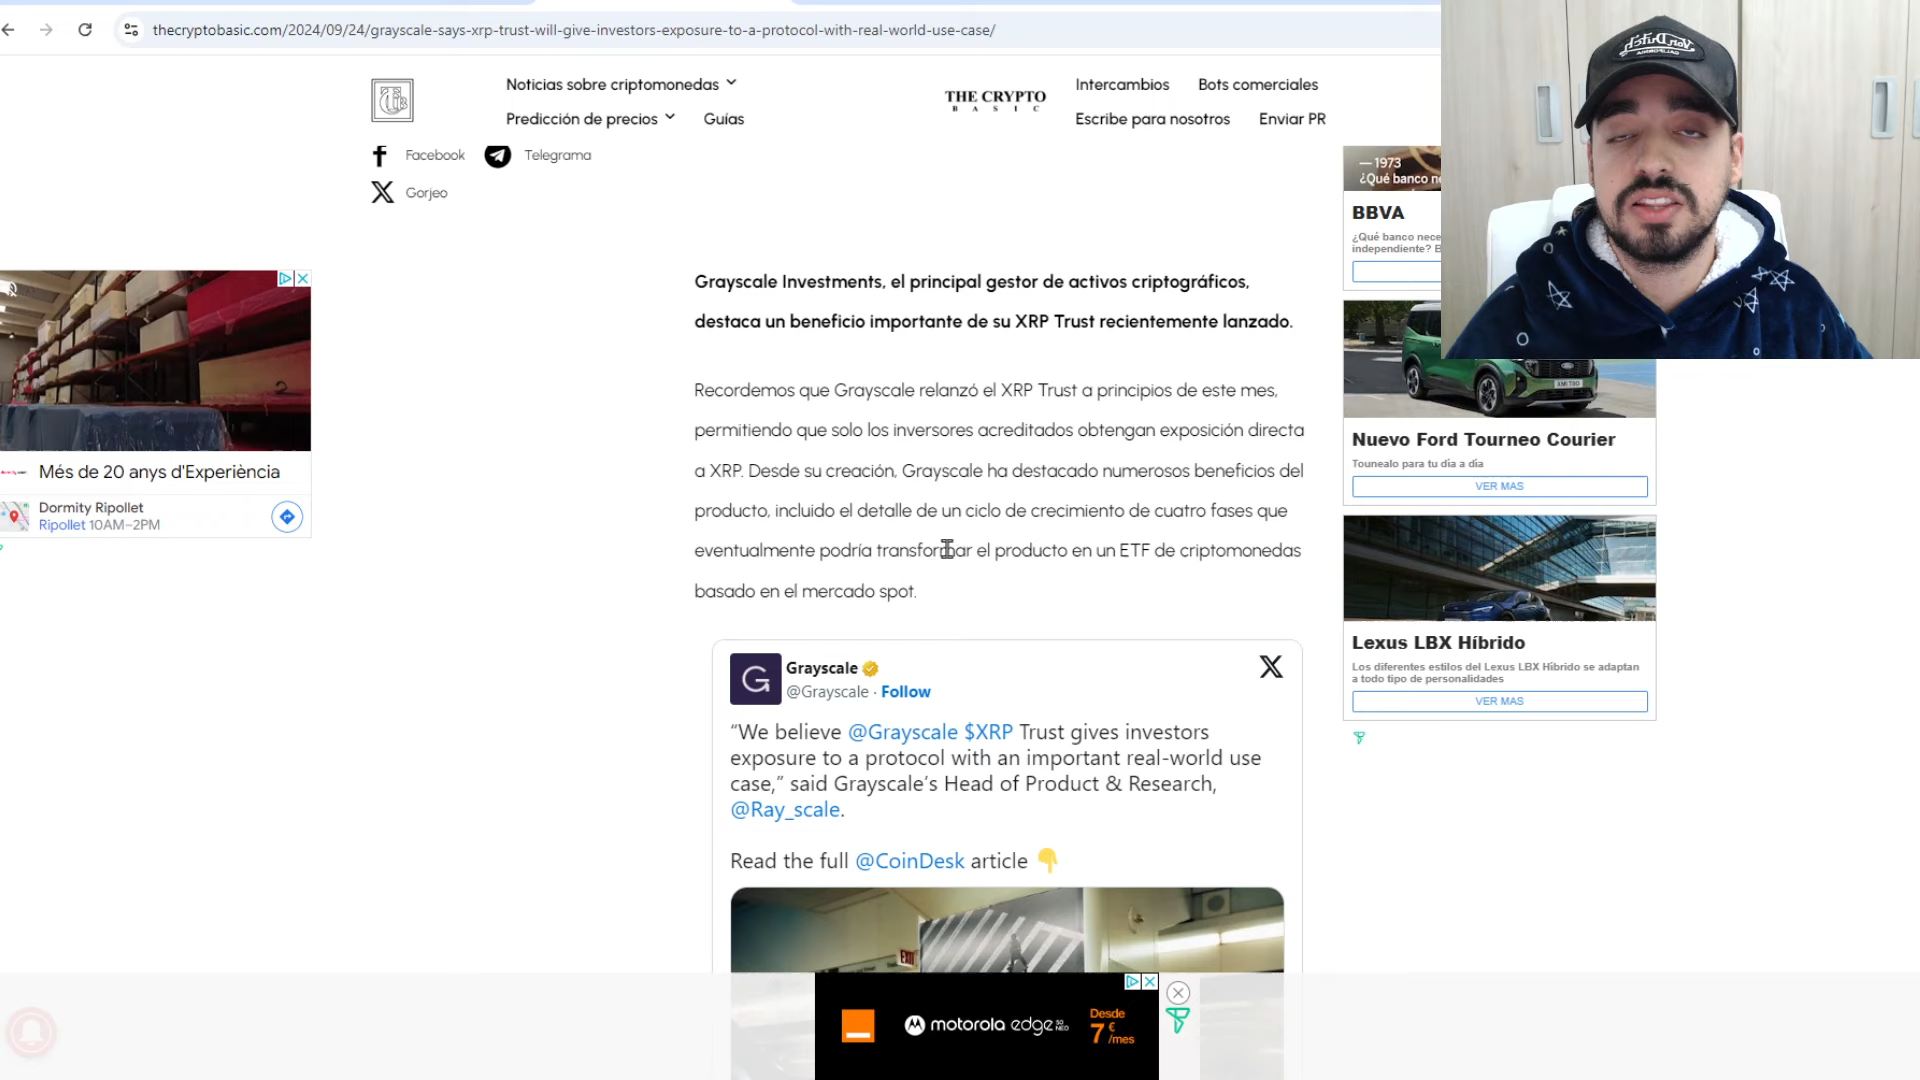 thecryptobasic.com/2024/09/24/grayscale-says-xrp-trust-will-give-investors-exposure-to-a-protocol-with-real-world-use-case/
Noticias sobre criptomonedas
Predicción de precios
Guías
THE CRYPTO
BASIC
Intercambios
Bots comerciales
Escribe para nosotros
Enviar PR
Facebook
Telegrama
Gorjeo
Grayscale Investments, el principal gestor de activos criptográficos,
destaca un beneficio importante de su XRP Trust recientemente lanzado.
Recordemos que Grayscale relanzó el XRP Trust a principios de este mes,
permitiendo que solo los inversores acreditados obtengan exposición directa
a XRP. Desde su creación, Grayscale ha destacado numerosos beneficios del
producto, incluido el detalle de un ciclo de crecimiento de cuatro fases que
eventualmente podría transformar el producto en un ETF de criptomonedas
basado en el mercado spot.
Grayscale
@Grayscale · Follow
“We believe @Grayscale $XRP Trust gives investors
exposure to a protocol with an important real-world use
case,” said Grayscale’s Head of Product & Research,
@Ray_scale.
Read the full @CoinDesk article 👇
EXIT
Més de 20 anys d'Experiència
Dormity Ripollet
Ripollet 10AM–2PM
— 1973
¿Qué banco n
BBVA
¿Qué banco nece
independiente? B
Nuevo Ford Tourneo Courier
Tounealo para tu día a día
VER MAS
Lexus LBX Híbrido
Los diferentes estilos del Lexus LBX Híbrido se adaptan
a todo tipo de personalidades
VER MAS
motorola edge 50 NEO
Desde
7 €/mes
Von Dutch